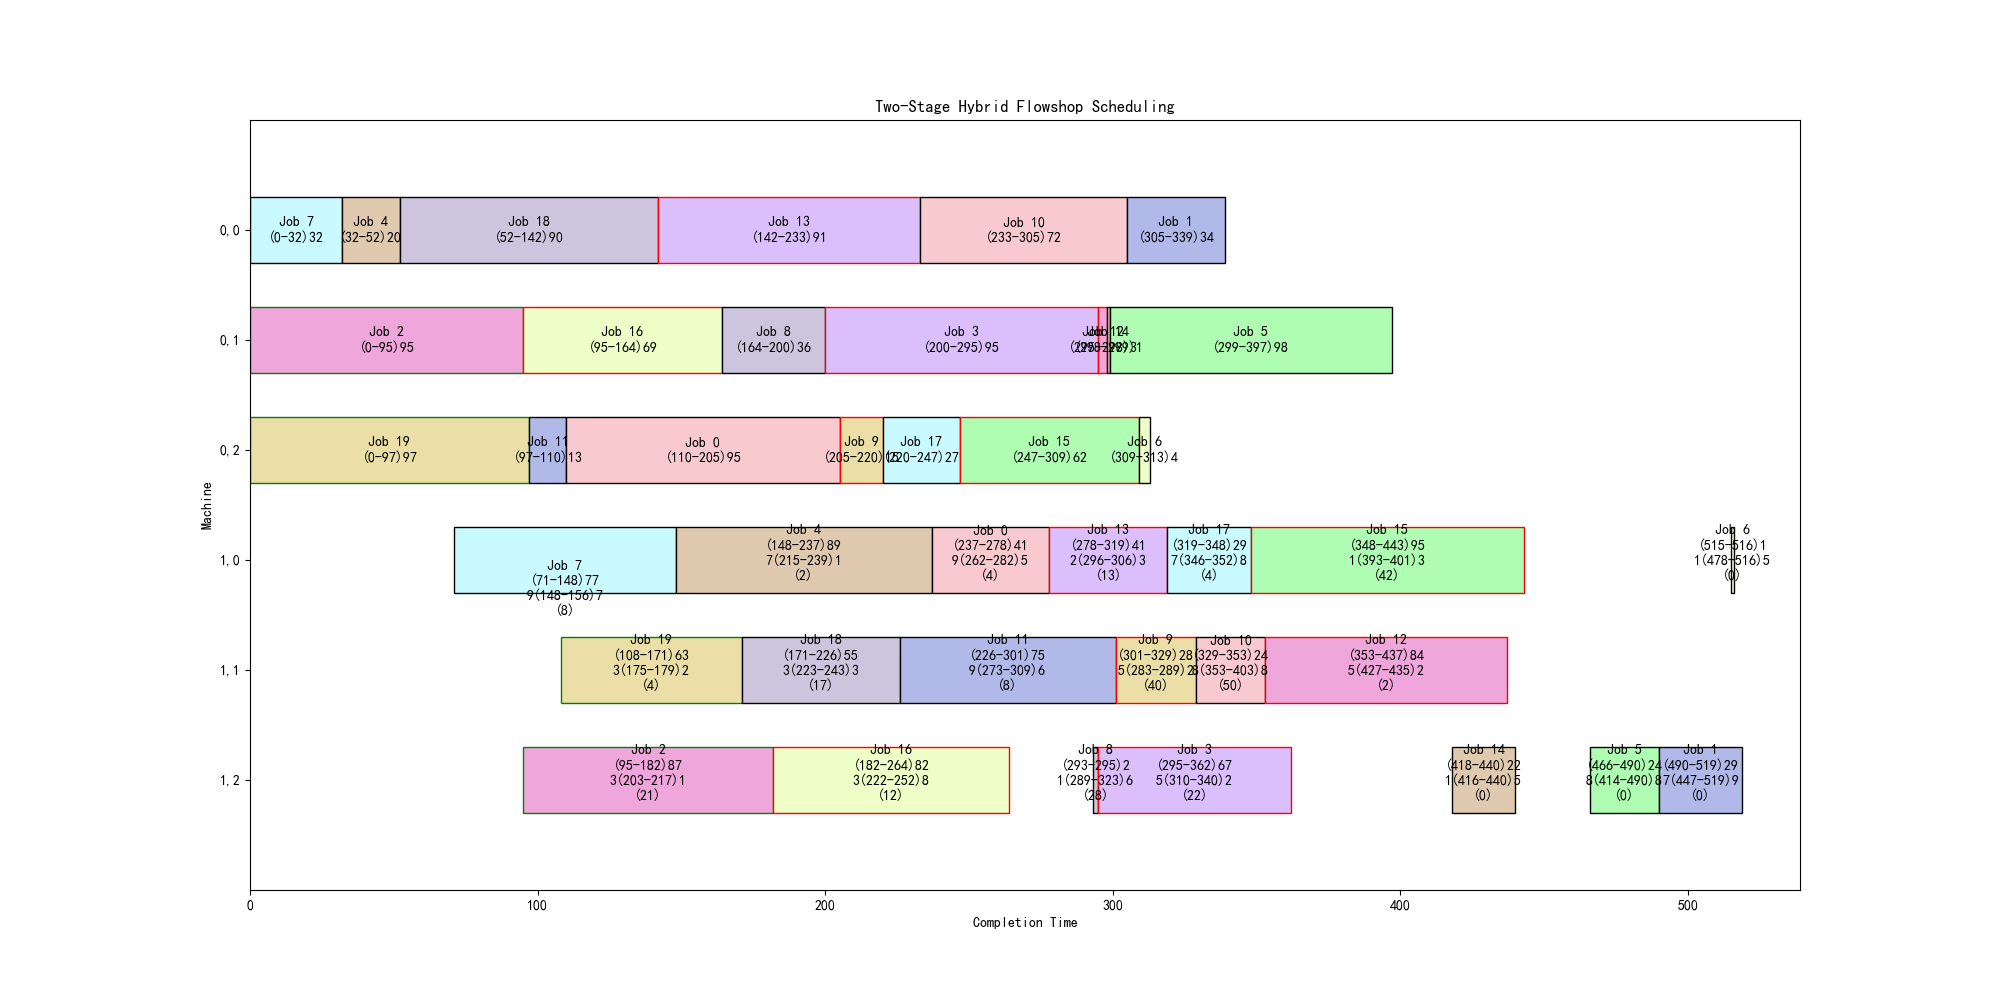 Two-Stage Hybrid Flowshop Scheduling
0,0
Job 7
(0-32)32
Job 4
(32-52)20
Job 18
(52-142)90
Job 13
(142-233)91
Job 10
(233-305)72
Job 1
(305-339)34
0,1
Job 2
(0-95)95
Job 16
(95-164)69
Job 8
(164-200)36
Job 3
(200-295)95
Job 12
Job 14
Job 5
(299-397)98
0,2
Job 19
(0-97)97
Job 11
(97-110)13
Job 0
(110-205)95
Job 9
(205-220)15
Job 17
(220-247)27
Job 15
(247-309)62
Job 6
(309-313)4
Machine
1,0
Job 7
(71-148)77
9(148-156)7
(8)
Job 4
(148-237)89
7(215-239)1
(2)
Job 0
(237-278)41
9(262-282)5
(4)
Job 13
(278-319)41
2(296-306)3
(13)
Job 17
(319-348)29
7(346-352)8
(4)
Job 15
(348-443)95
1(393-401)3
(42)
Job 6
(515-516)1
1(478-516)5
(0)
1,1
Job 19
(108-171)63
3(175-179)2
(4)
Job 18
(171-226)55
3(223-243)3
(17)
Job 11
(226-301)75
9(273-309)6
(8)
Job 9
(301-329)28
5(283-289)2
(40)
Job 10
(329-353)24
8(353-403)8
(50)
Job 12
(353-437)84
5(427-435)2
(2)
1,2
Job 2
(95-182)87
3(203-217)1
(21)
Job 16
(182-264)82
3(222-252)8
(12)
Job 8
(293-295)2
1(289-323)6
(28)
Job 3
(295-362)67
5(310-340)2
(22)
Job 14
(418-440)22
1(416-440)5
(0)
Job 5
(466-490)24
8(414-490)8
(0)
Job 1
(490-519)29
7(447-519)9
(0)
0
100
200
300
400
500
Completion Time